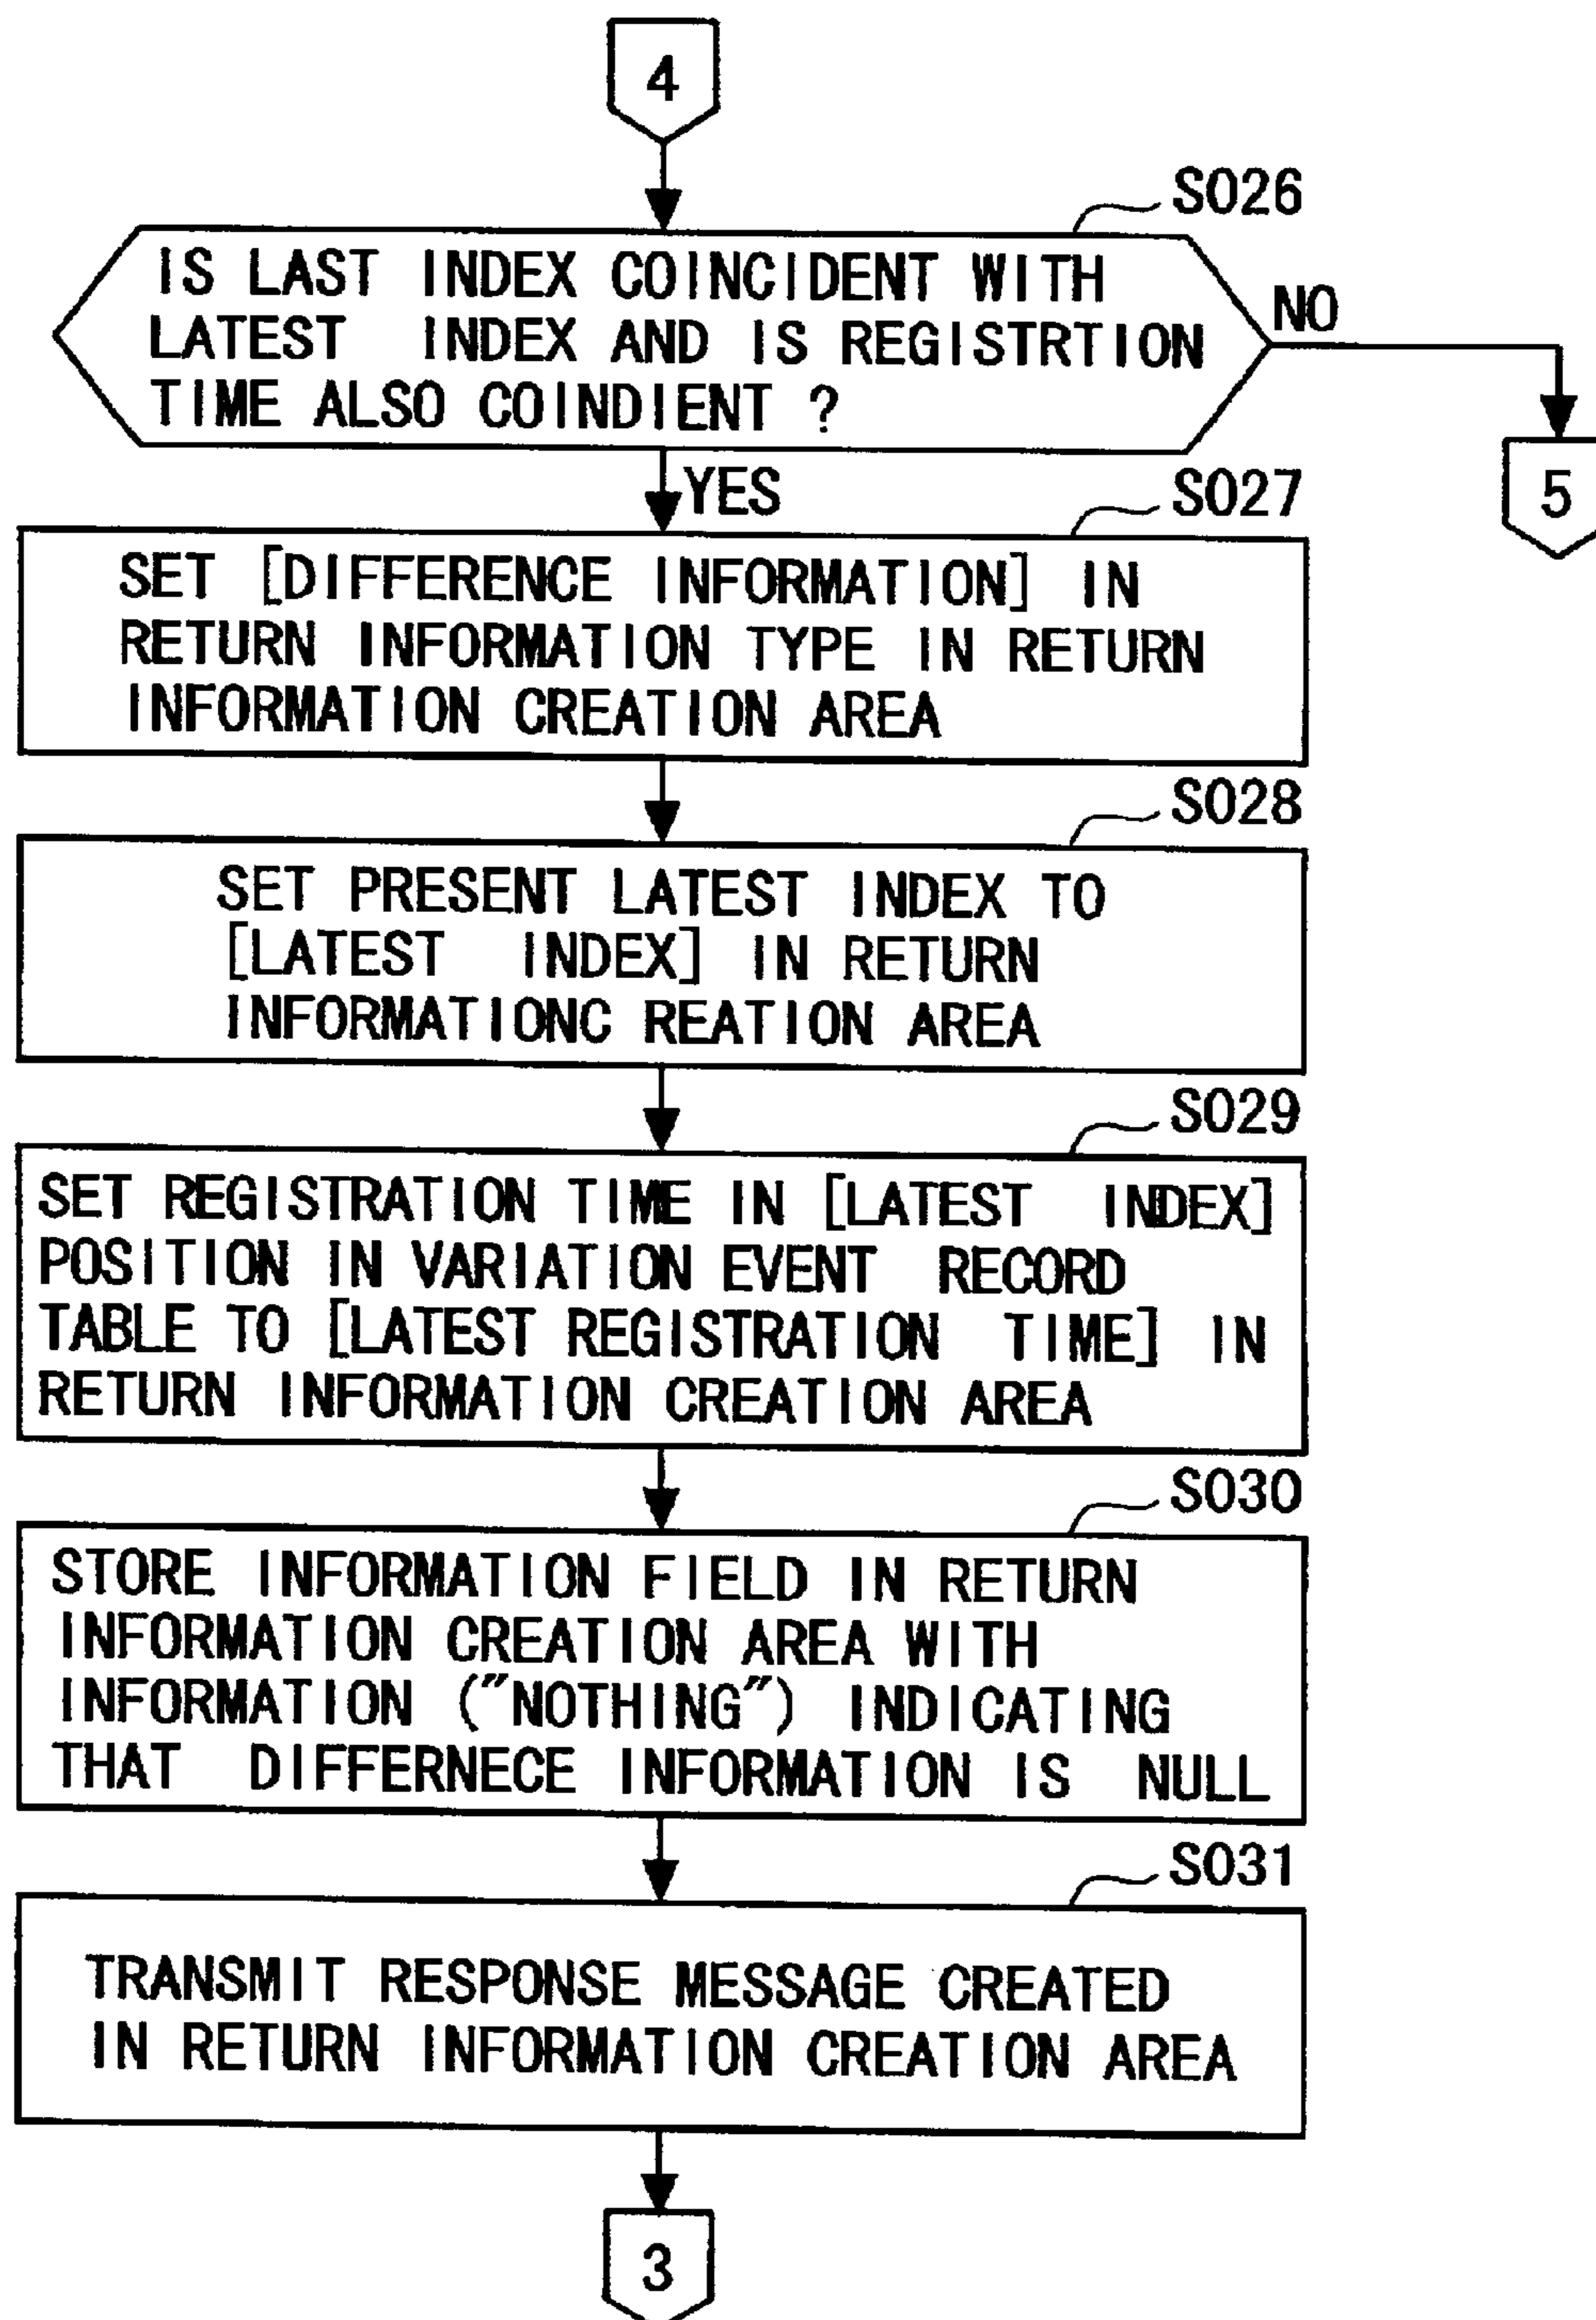 4
S026
IS LAST INDEX COINCIDENT WITH
LATEST INDEX AND IS REGISTRTION
TIME ALSO COINDIENT ?
NO
5
YES
S027
SET [DIFFERENCE INFORMATION] IN
RETURN INFORMATION TYPE IN RETURN
INFORMATION CREATION AREA
S028
SET PRESENT LATEST INDEX TO
[LATEST INDEX] IN RETURN
INFORMATIONC REATION AREA
S029
SET REGISTRATION TIME IN [LATEST INDEX]
POSITION IN VARIATION EVENT RECORD
TABLE TO [LATEST REGISTRATION TIME] IN
RETURN INFORMATION CREATION AREA
S030
STORE INFORMATION FIELD IN RETURN
INFORMATION CREATION AREA WITH
INFORMATION ("NOTHING") INDICATING
THAT DIFFERNECE INFORMATION IS NULL
S031
TRANSMIT RESPONSE MESSAGE CREATED
IN RETURN INFORMATION CREATION AREA
3